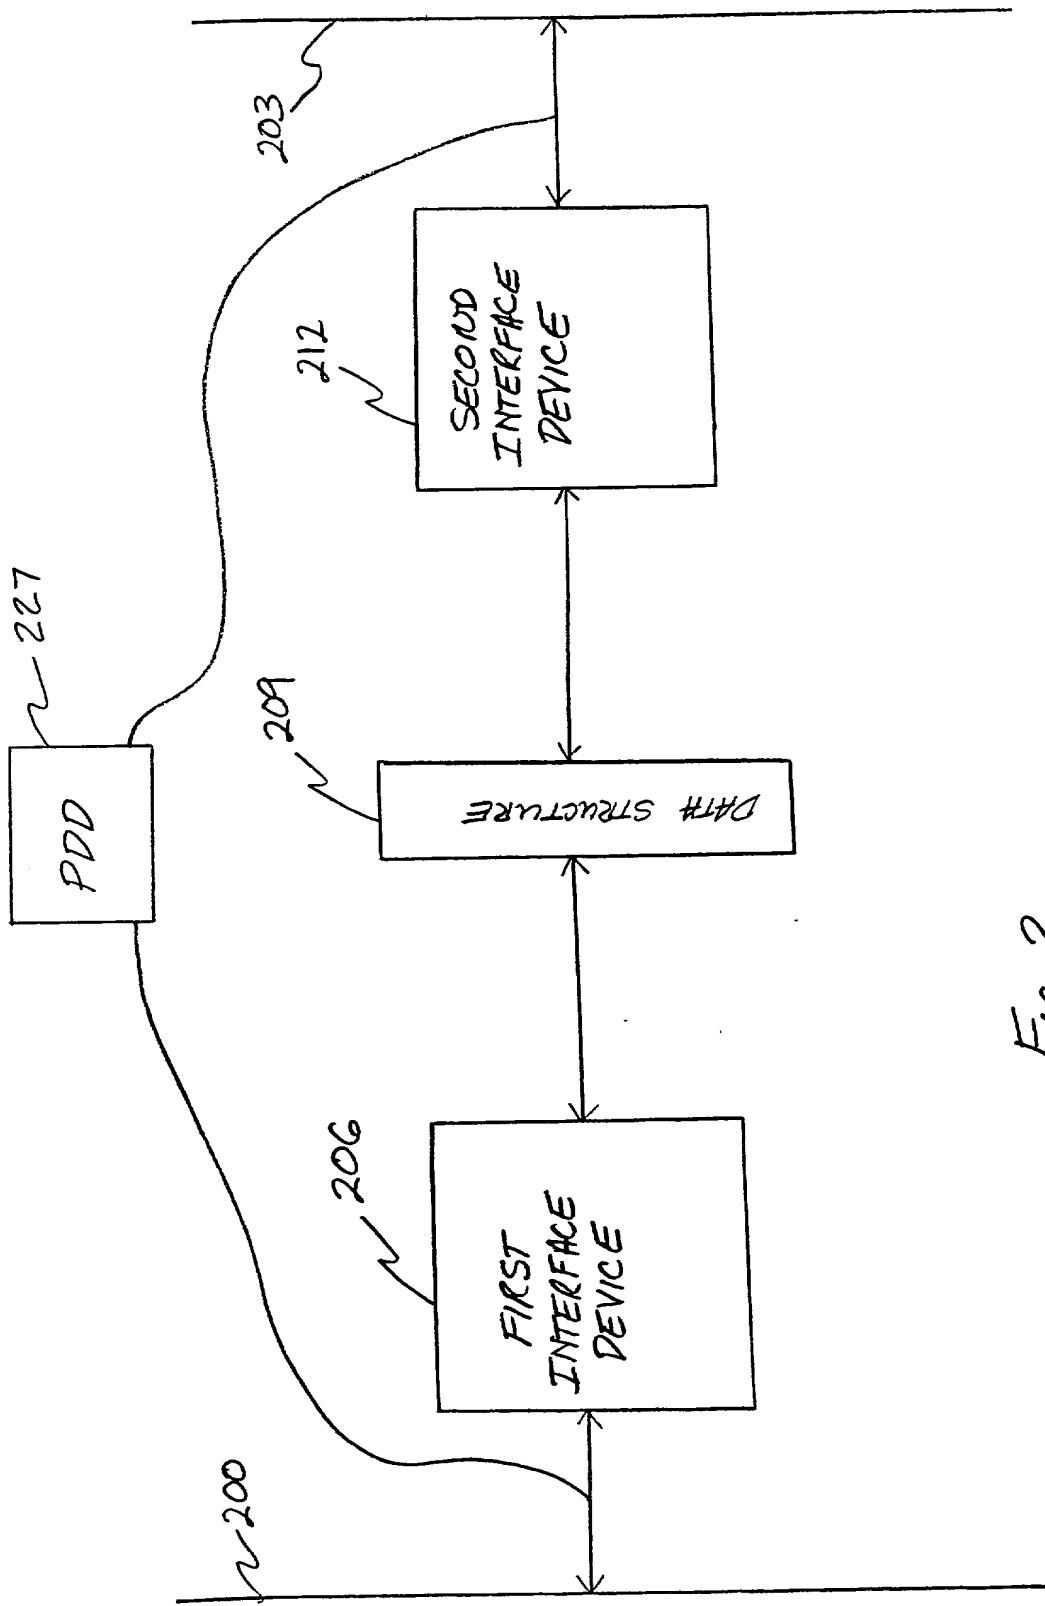 PDD
227
200
206
FIRST
INTERFACE
DEVICE
209
DATA STRUCTURE
212
SECOND
INTERFACE
DEVICE
203